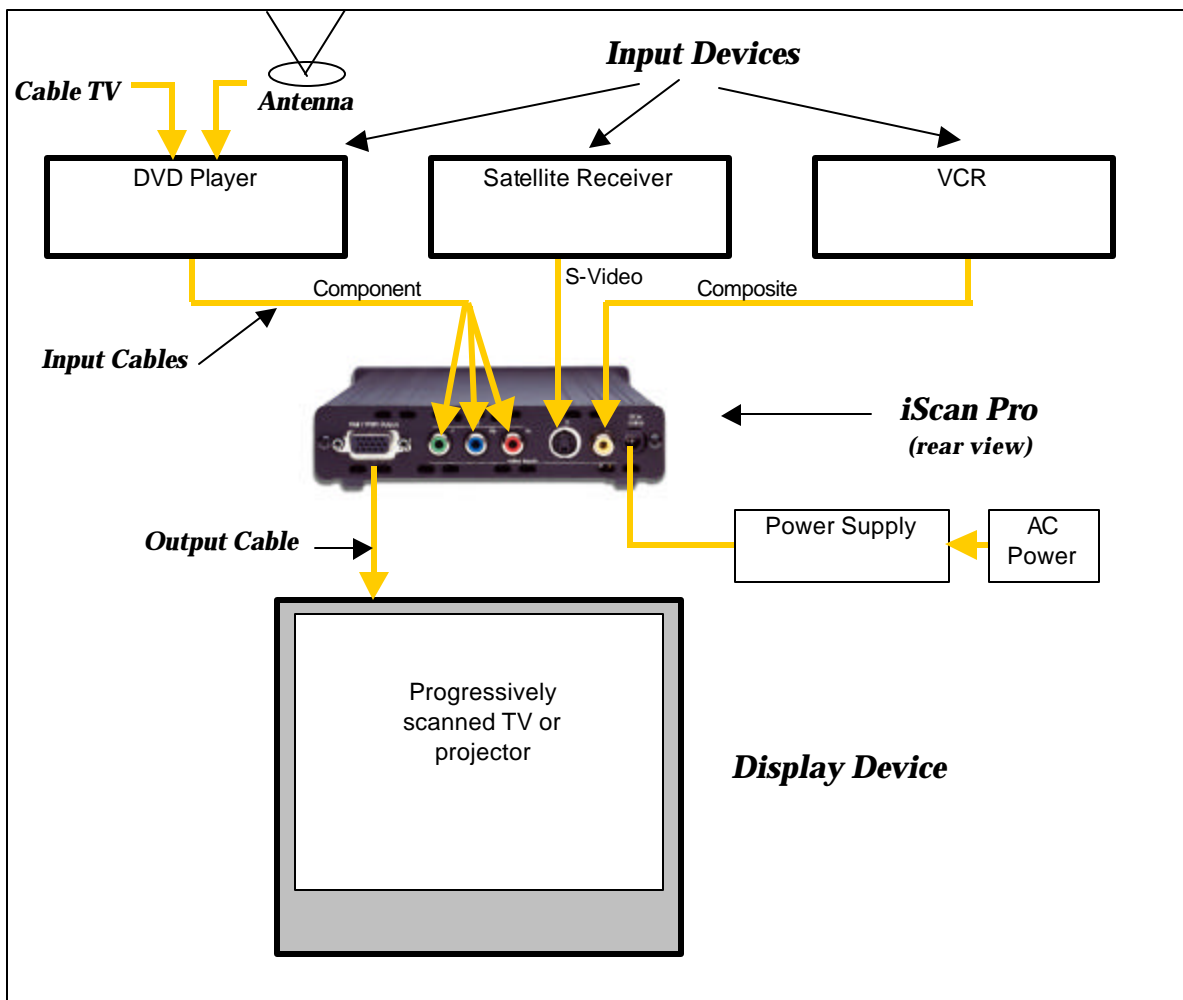 Input Devices
Cable TV
Antenna
DVD Player
Satellite Receiver
VCR
S-Video
Component
Composite
Input Cables
iScan Pro
(rear view)
Output Cable
Power Supply
AC
Power
Progressively
scanned TV or
projector
Display Device